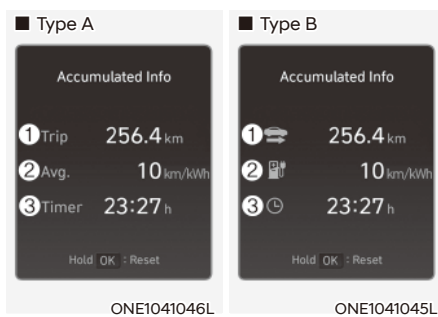 ■ Type A
Accumulated Info
1 Trip 256.4 km
2 Avg. 10 km/kWh
3 Timer 23:27 h
Hold OK : Reset
ONE1041046L
■ Type B
Accumulated Info
1 256.4 km
2 10 km/kWh
3 23:27 h
Hold OK : Reset
ONE1041045L